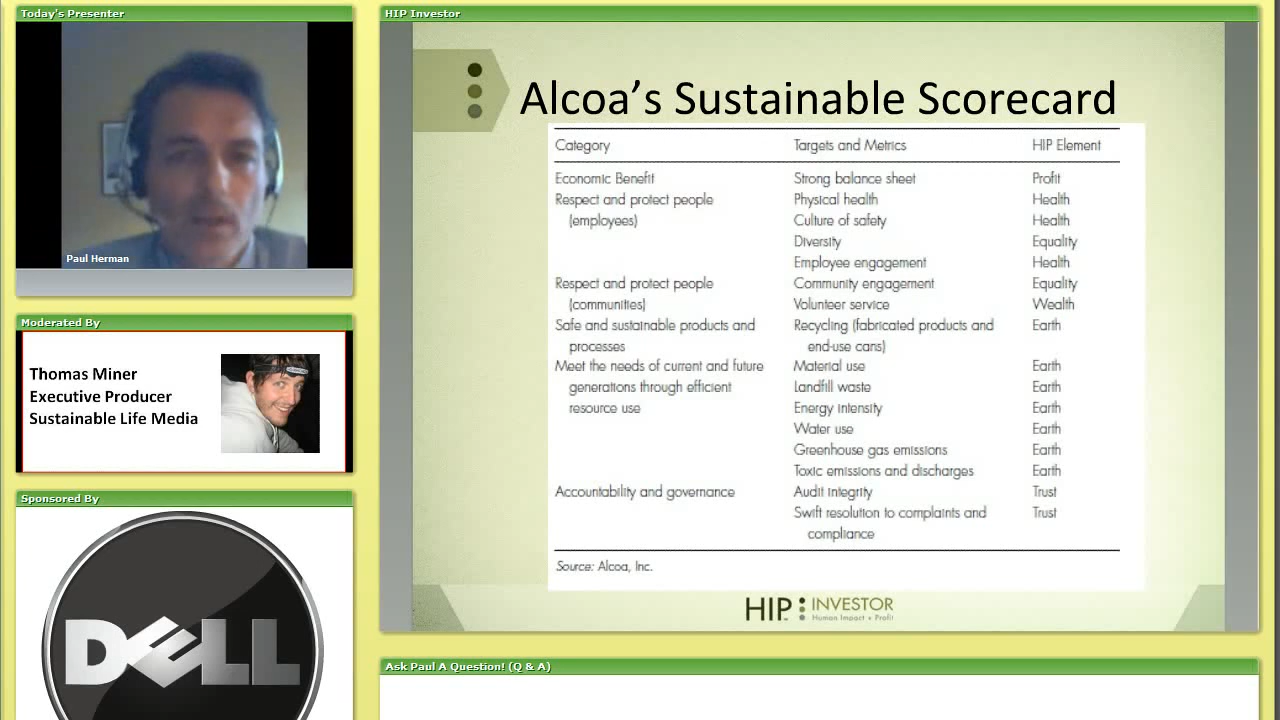 Today's Presenter
Paul Herman
Moderated By
Thomas Miner
Executive Producer
Sustainable Life Media
Sponsored By
DELL
HIP Investor
Alcoa's Sustainable Scorecard
Category Targets and Metrics HIP Element
Economic Benefit Strong balance sheet Profit
Respect and protect people Physical health Health
(employees) Culture of safety Health
Diversity Equality
Employee engagement Health
Respect and protect people Community engagement Equality
(communities) Volunteer service Wealth
Safe and sustainable products and Recycling (fabricated products and Earth
processes end-use cans)
Meet the needs of current and future Material use Earth
generations through efficient Landfill waste Earth
resource use Energy intensity Earth
Water use Earth
Greenhouse gas emissions Earth
Toxic emissions and discharges Earth
Accountability and governance Audit integrity Trust
Swift resolution to complaints and Trust
compliance
Source: Alcoa, Inc.
HIP INVESTOR
Human Impact + Profit
Ask Paul A Question! (Q & A)